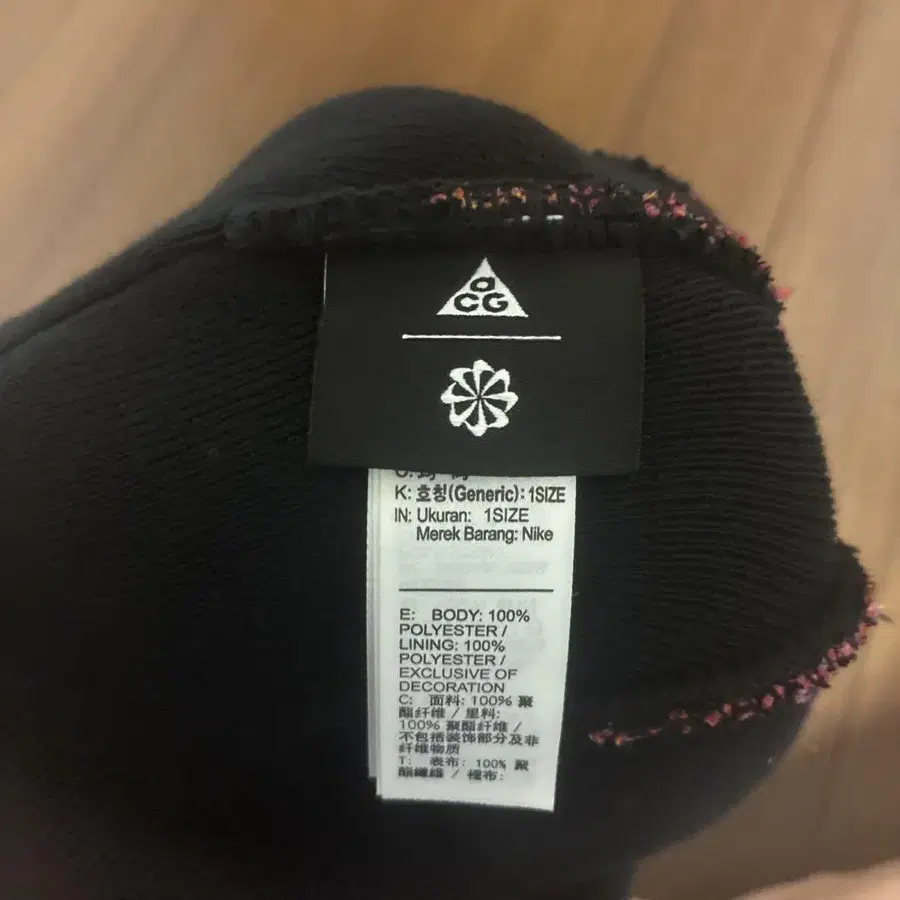 aCG
K: 호칭(Generic): 1SIZE
IN: Ukuran: 1SIZE
Merek Barang: Nike
E: BODY: 100%
POLYESTER /
LINING: 100%
POLYESTER /
EXCLUSIVE OF
DECORATION
C: 面料: 100% 聚
酯纤维 / 里料:
100% 聚酯纤维 /
不包括装饰部分及非
纤维物质
T: 表布: 100% 聚
酯纖維 / 裡布: